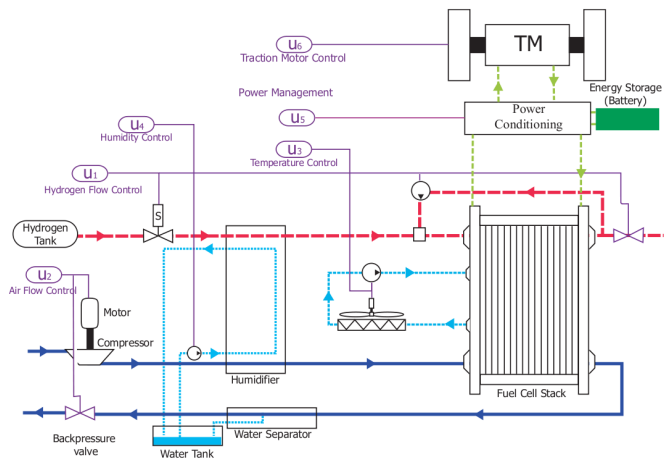 u6
Traction Motor Control
TM
Energy Storage
(Battery)
Power Management
u5
Power
Conditioning
u4
Humidity Control
u3
Temperature Control
u1
Hydrogen Flow Control
S
Hydrogen
Tank
u2
Air Flow Control
Motor
Compressor
Humidifier
Fuel Cell Stack
Backpressure
valve
Water Tank
Water Separator